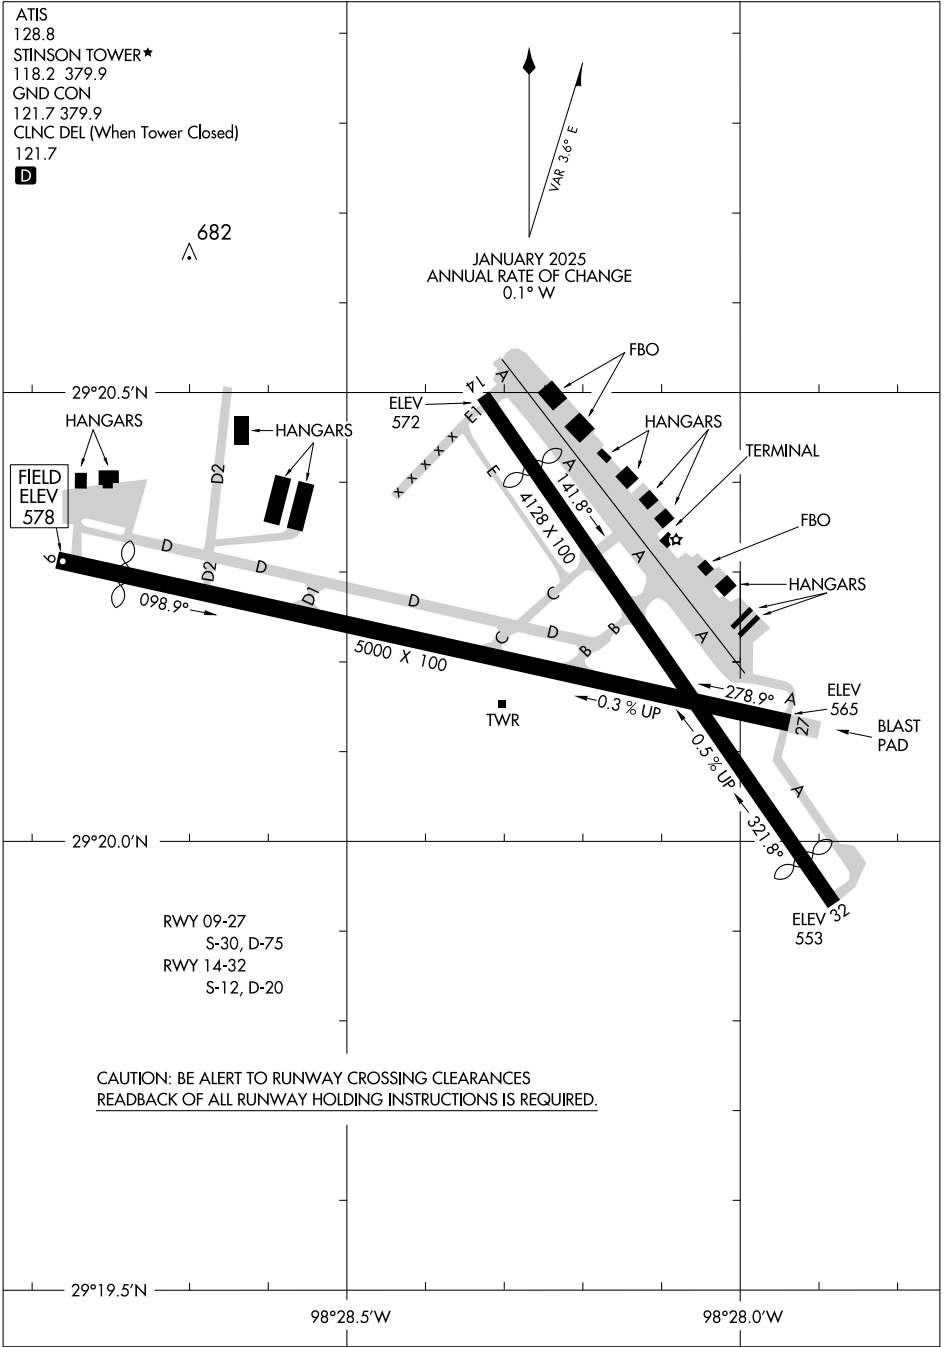 ATIS
128.8
STINSON TOWER★
118.2 379.9
GND CON
121.7 379.9
CLNC DEL (When Tower Closed)
121.7
D
682
VAR 3.6° E
JANUARY 2025
ANNUAL RATE OF CHANGE
0.1° W
FBO
29°20.5'N
14
A
ELEV
572
E1
HANGARS
HANGARS
HANGARS
TERMINAL
x x x x x
E
A
D2
141.8°
4128 X 100
FIELD
ELEV
578
FBO
9
D
D2
D
A
HANGARS
098.9°
D1
D
C
D
B
C
B
A
5000 X 100
278.9°
A
ELEV
565
0.3 % UP
TWR
27
BLAST
PAD
0.5 % UP
A
321.8°
29°20.0'N
32
ELEV
553
RWY 09-27
S-30, D-75
RWY 14-32
S-12, D-20
CAUTION: BE ALERT TO RUNWAY CROSSING CLEARANCES
READBACK OF ALL RUNWAY HOLDING INSTRUCTIONS IS REQUIRED.
29°19.5'N
98°28.5'W
98°28.0'W